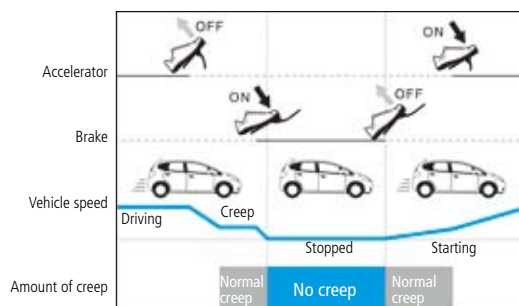 OFF
ON
Accelerator
ON
OFF
Brake
Vehicle speed
Driving
Creep
Stopped
Starting
Amount of creep
Normal
creep
No creep
Normal
creep